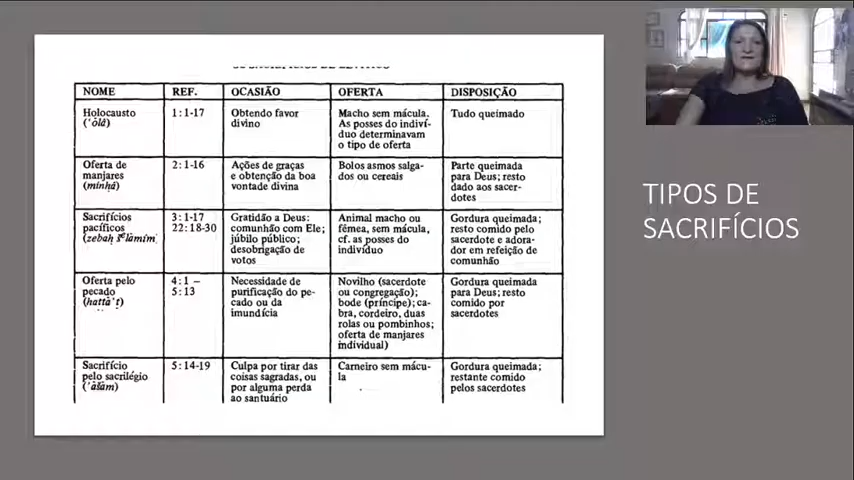 NOME REF. OCASIÃO OFERTA DISPOSIÇÃO
Holocausto
('ōlâ)
1:1-17
Obtendo favor
divino
Macho sem mácula.
As posses do indiví-
duo determinavam
o tipo de oferta
Tudo queimado
Oferta de
manjares
(minḥâ)
2:1-16
Ações de graças
e obtenção da boa
vontade divina
Bolos asmos salga-
dos ou cereais
Parte queimada
para Deus; resto
dado aos sacer-
dotes
Sacrifícios
pacíficos
(zebaḥ šelāmîm)
3:1-17
22:18-30
Gratidão a Deus:
comunhão com Ele;
júbilo público;
desobrigação de
votos
Animal macho ou
fêmea, sem mácula,
cf. as posses do
indivíduo
Gordura queimada;
resto comido pelo
sacerdote e adora-
dor em refeição de
comunhão
Oferta pelo
pecado
(ḥattā't)
4:1 –
5:13
Necessidade de
purificação do pe-
cado ou da
imundícia
Novilho (sacerdote
ou congregação);
bode (príncipe); ca-
bra, cordeiro, duas
rolas ou pombinhos;
oferta de manjares
individual)
Gordura queimada
para Deus; resto
comido por
sacerdotes
Sacrifício
pelo sacrilégio
('āšām)
5:14-19
Culpa por tirar das
coisas sagradas, ou
por alguma perda
ao santuário
Carneiro sem mácu-
la
Gordura queimada;
restante comido
pelos sacerdotes
TIPOS DE
SACRIFÍCIOS